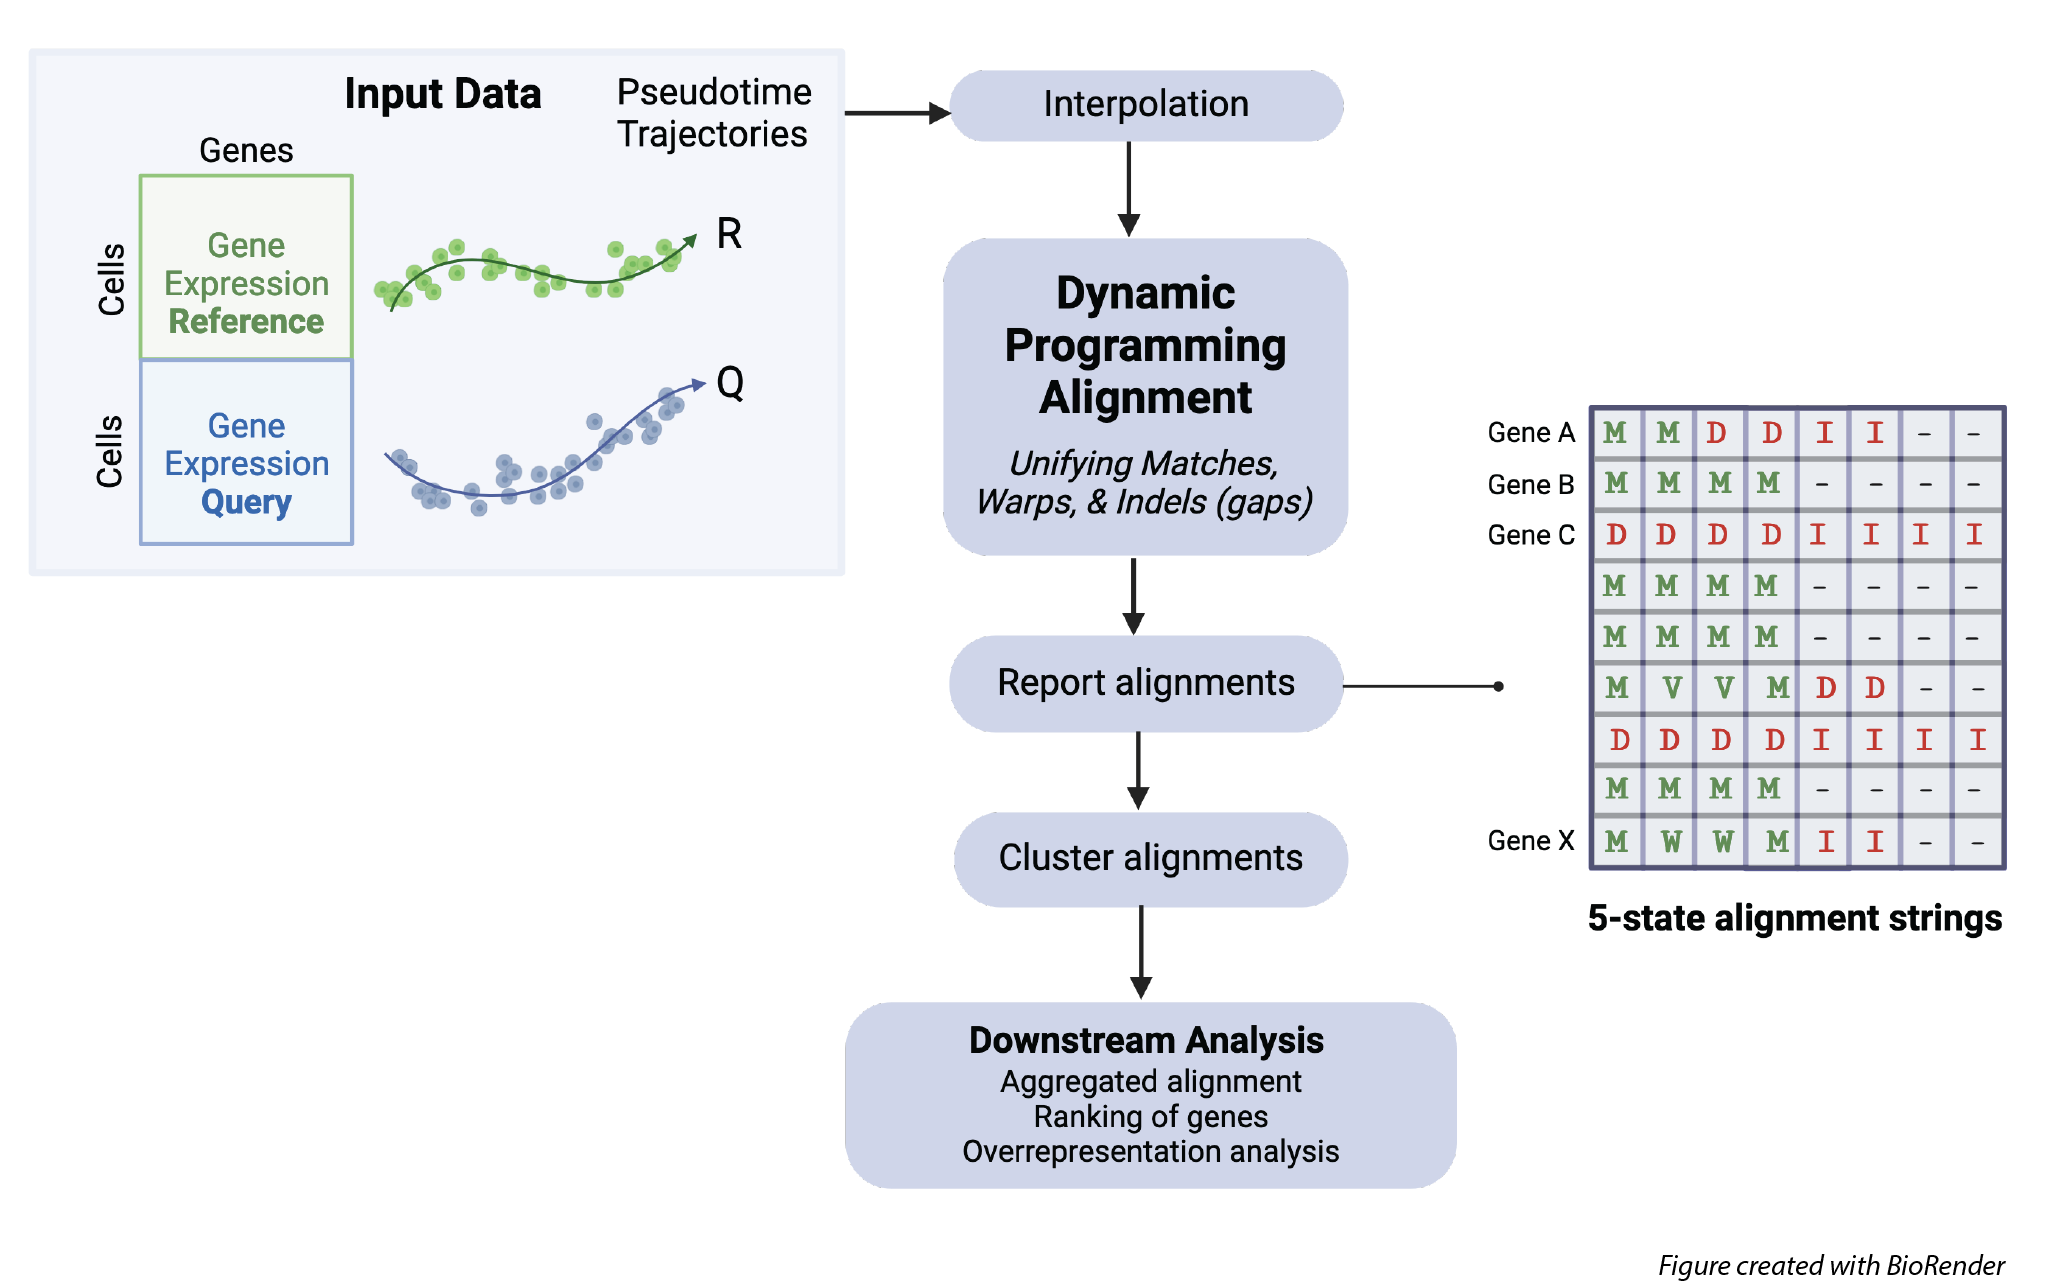 Input Data
Pseudotime
Trajectories
Genes
Cells
Gene
Expression
Reference
R
Cells
Gene
Expression
Query
Q
Interpolation
Dynamic
Programming
Alignment
Unifying Matches,
Warps, & Indels (gaps)
Report alignments
Cluster alignments
Downstream Analysis
Aggregated alignment
Ranking of genes
Overrepresentation analysis
Gene A M M D D I I - -
Gene B M M M M - - - -
Gene C D D D D I I I I
M M M M - - - -
M M M M - - - -
M V V M D D - -
D D D D I I I I
M M M M - - - -
Gene X M W W M I I - -
5-state alignment strings
Figure created with BioRender